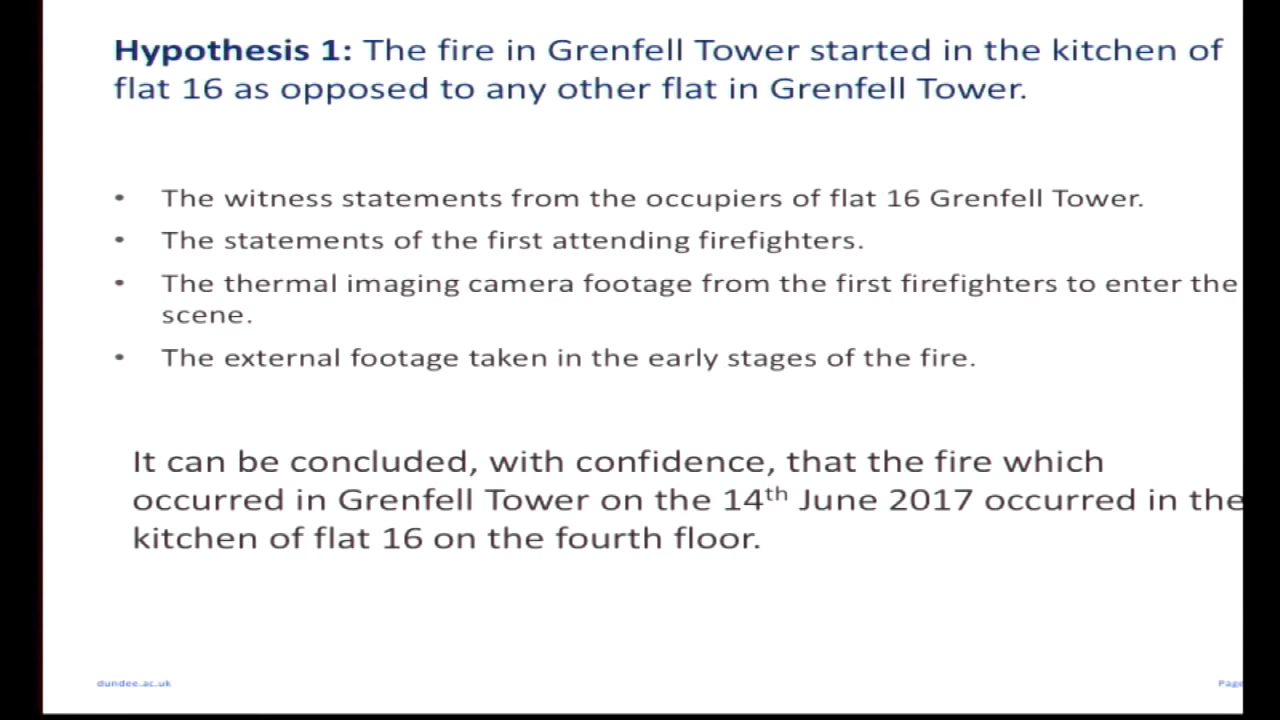 Hypothesis 1: The fire in Grenfell Tower started in the kitchen of
flat 16 as opposed to any other flat in Grenfell Tower.
• The witness statements from the occupiers of flat 16 Grenfell Tower.
• The statements of the first attending firefighters.
• The thermal imaging camera footage from the first firefighters to enter the
scene.
• The external footage taken in the early stages of the fire.
It can be concluded, with confidence, that the fire which
occurred in Grenfell Tower on the 14th June 2017 occurred in the
kitchen of flat 16 on the fourth floor.
dundee.ac.uk
Page